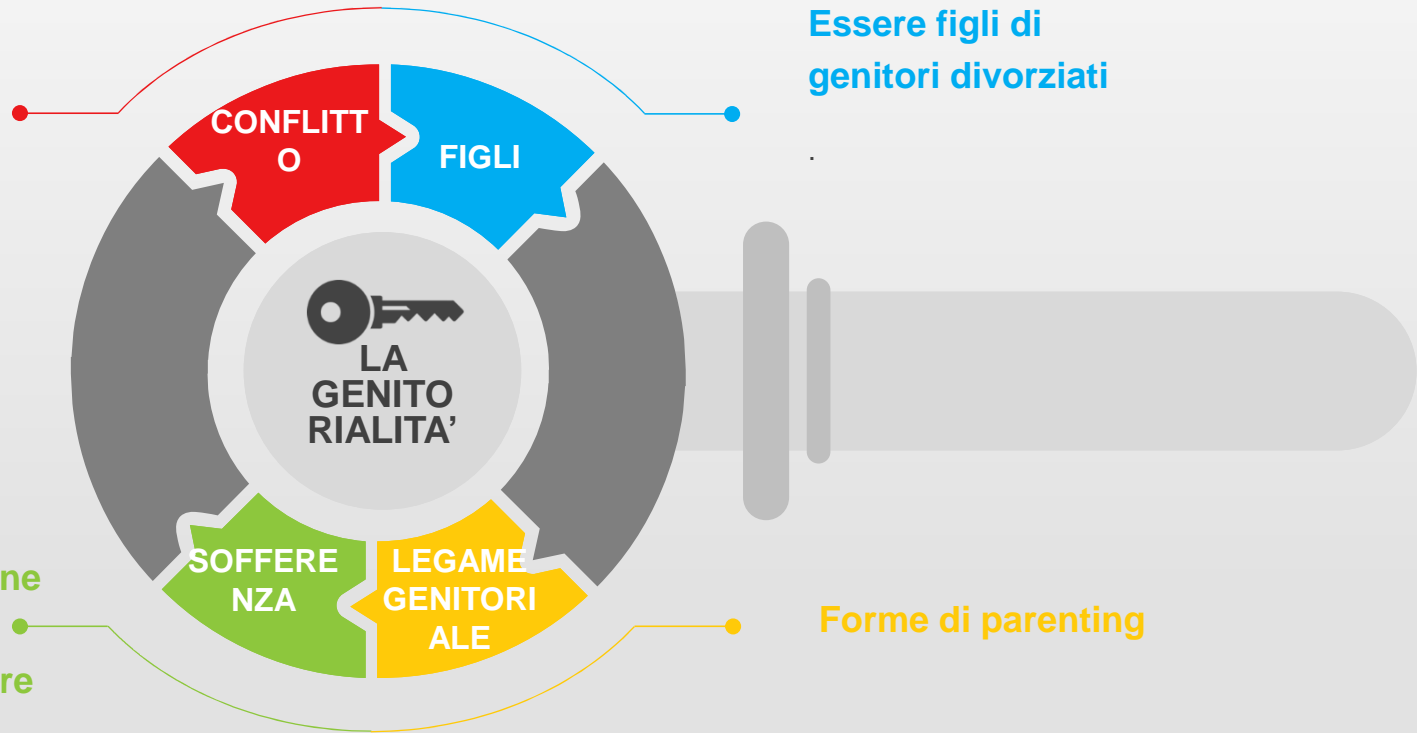 Essere figli di
genitori divorziati
.
CONFLITT
O
FIGLI
LA
GENITO
RIALITA’
SOFFERE
NZA
LEGAME
GENITORI
ALE
ne
re
Forme di parenting